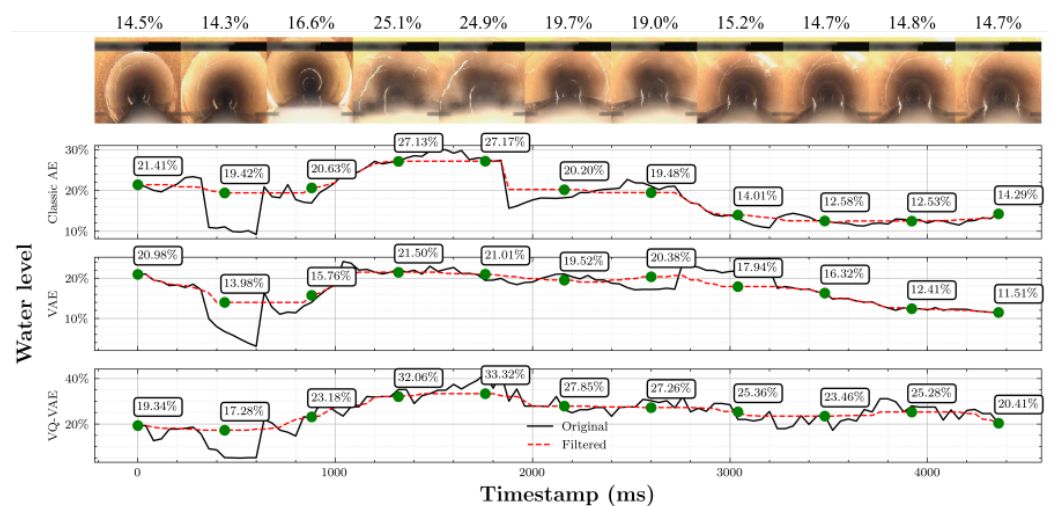 14.5% 14.3% 16.6% 25.1% 24.9% 19.7% 19.0% 15.2% 14.7% 14.8% 14.7%
Water level
Classic AE
30%
20%
10%
21.41% 19.42% 20.63% 27.13% 27.17% 20.20% 19.48% 14.01% 12.58% 12.53% 14.29%
VAE
20%
10%
20.98% 13.98% 15.76% 21.50% 21.01% 19.52% 20.38% 17.94% 16.32% 12.41% 11.51%
VQ-VAE
40%
20%
19.34% 17.28% 23.18% 32.06% 33.32% 27.85% 27.26% 25.36% 23.46% 25.28% 20.41%
Original
Filtered
0 1000 2000 3000 4000
Timestamp (ms)